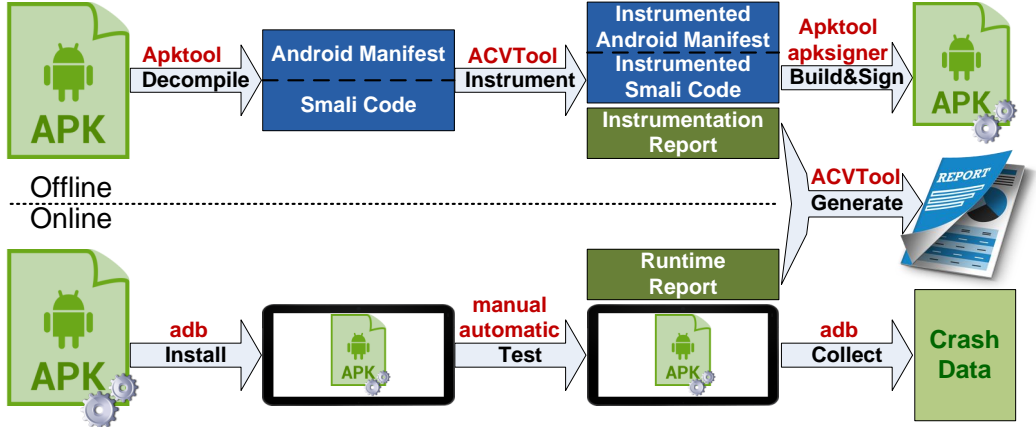 APK
Apktool
Decompile
Android Manifest
Smali Code
ACVTool
Instrument
Instrumented
Android Manifest
Instrumented
Smali Code
Instrumentation
Report
Apktool
apksigner
Build&Sign
APK
Offline
Online
ACVTool
Generate
REPORT
Runtime
Report
APK
adb
Install
APK
manual
automatic
Test
APK
adb
Collect
Crash
Data